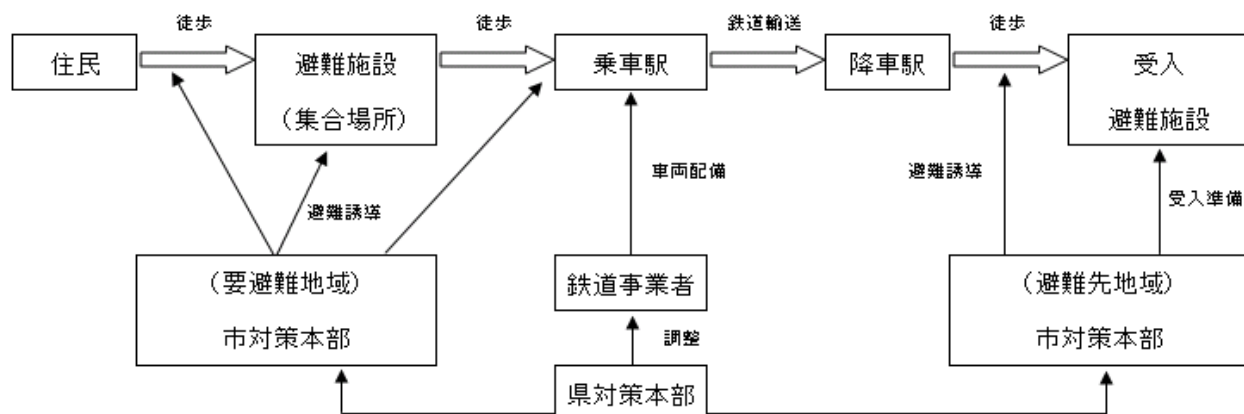 徒歩
徒歩
鉄道輸送
徒歩
住民
避難施設
（集合場所）
乗車駅
降車駅
受入
避難施設
避難誘導
車両配備
避難誘導
受入準備
（要避難地域）
市対策本部
鉄道事業者
（避難先地域）
市対策本部
調整
県対策本部